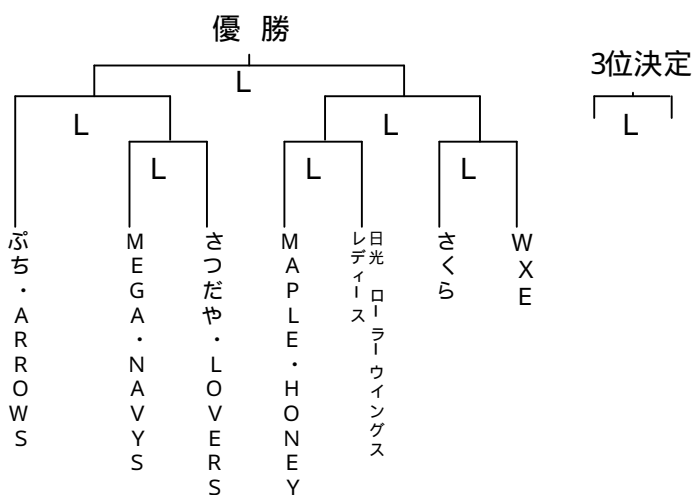 優 勝
3位決定
L
L
L
L
L
L
L
ぷち・ARROWS
MEGA・NAVYS
さつだや・LOVERS
MAPLE・HONEY
日光 ローラーウイングス
レディース
さくら
WXE